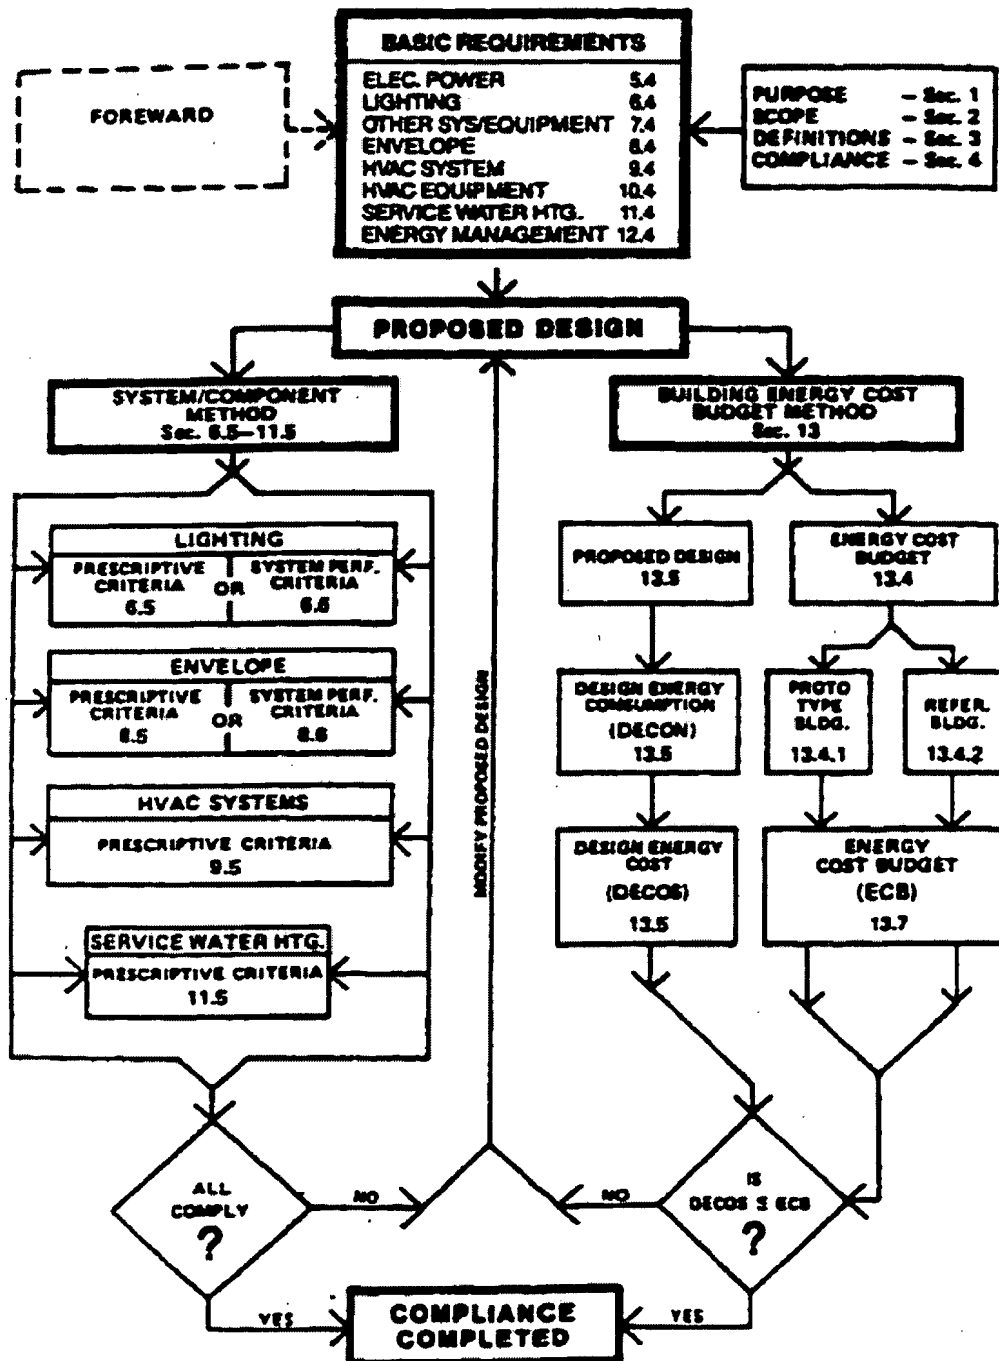 BASIC REQUIREMENTS
ELEC. POWER 5.4
LIGHTING 6.4
OTHER SYS/EQUIPMENT 7.4
ENVELOPE 8.4
HVAC SYSTEM 9.4
HVAC EQUIPMENT 10.4
SERVICE WATER HTG. 11.4
ENERGY MANAGEMENT 12.4
FOREWARD
PURPOSE – Sec. 1
SCOPE – Sec. 2
DEFINITIONS – Sec. 3
COMPLIANCE – Sec. 4
PROPOSED DESIGN
SYSTEM/COMPONENT
METHOD
Sec. 6.5–11.5
BUILDING ENERGY COST
BUDGET METHOD
Sec. 13
LIGHTING
PRESCRIPTIVE
CRITERIA
6.5
OR
SYSTEM PERF.
CRITERIA
6.6
ENVELOPE
PRESCRIPTIVE
CRITERIA
8.5
OR
SYSTEM PERF.
CRITERIA
8.6
HVAC SYSTEMS
PRESCRIPTIVE CRITERIA
9.5
SERVICE WATER HTG.
PRESCRIPTIVE CRITERIA
11.5
MODIFY PROPOSED DESIGN
PROPOSED DESIGN
13.5
ENERGY COST
BUDGET
13.4
DESIGN ENERGY
CONSUMPTION
(DECON)
13.5
PROTO
TYPE
BLDG.
13.4.1
REFER.
BLDG.
13.4.2
DESIGN ENERGY
COST
(DECOS)
13.5
ENERGY
COST BUDGET
(ECB)
13.7
ALL
COMPLY
?
NO
YES
IS
DECOS ≤ ECB
?
NO
YES
COMPLIANCE
COMPLETED